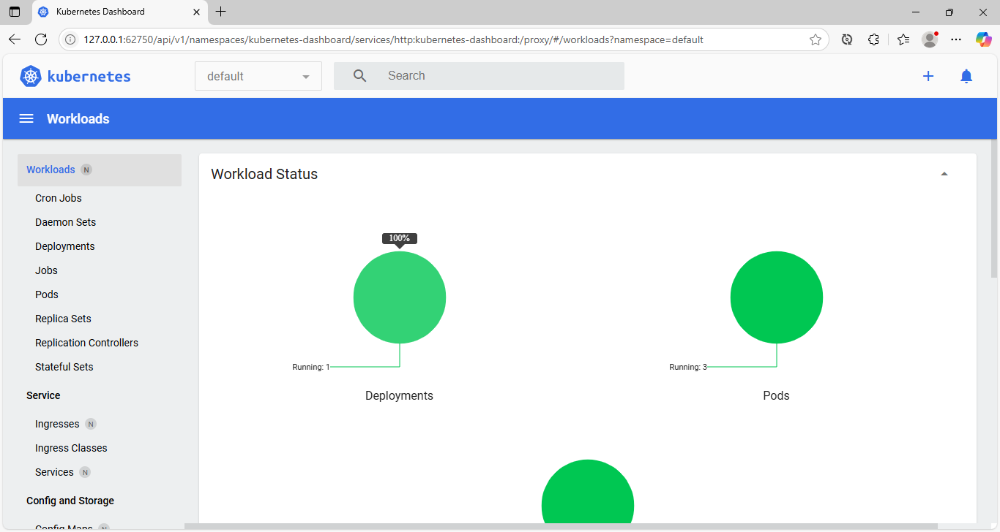 Kubernetes Dashboard
127.0.0.1:62750/api/v1/namespaces/kubernetes-dashboard/services/http:kubernetes-dashboard:/proxy/#/workloads?namespace=default
kubernetes
default
Search
Workloads
Workloads N
Cron Jobs
Daemon Sets
Deployments
Jobs
Pods
Replica Sets
Replication Controllers
Stateful Sets
Service
Ingresses N
Ingress Classes
Services N
Config and Storage
Config Maps N
Workload Status
100%
Running: 1
Deployments
Running: 3
Pods